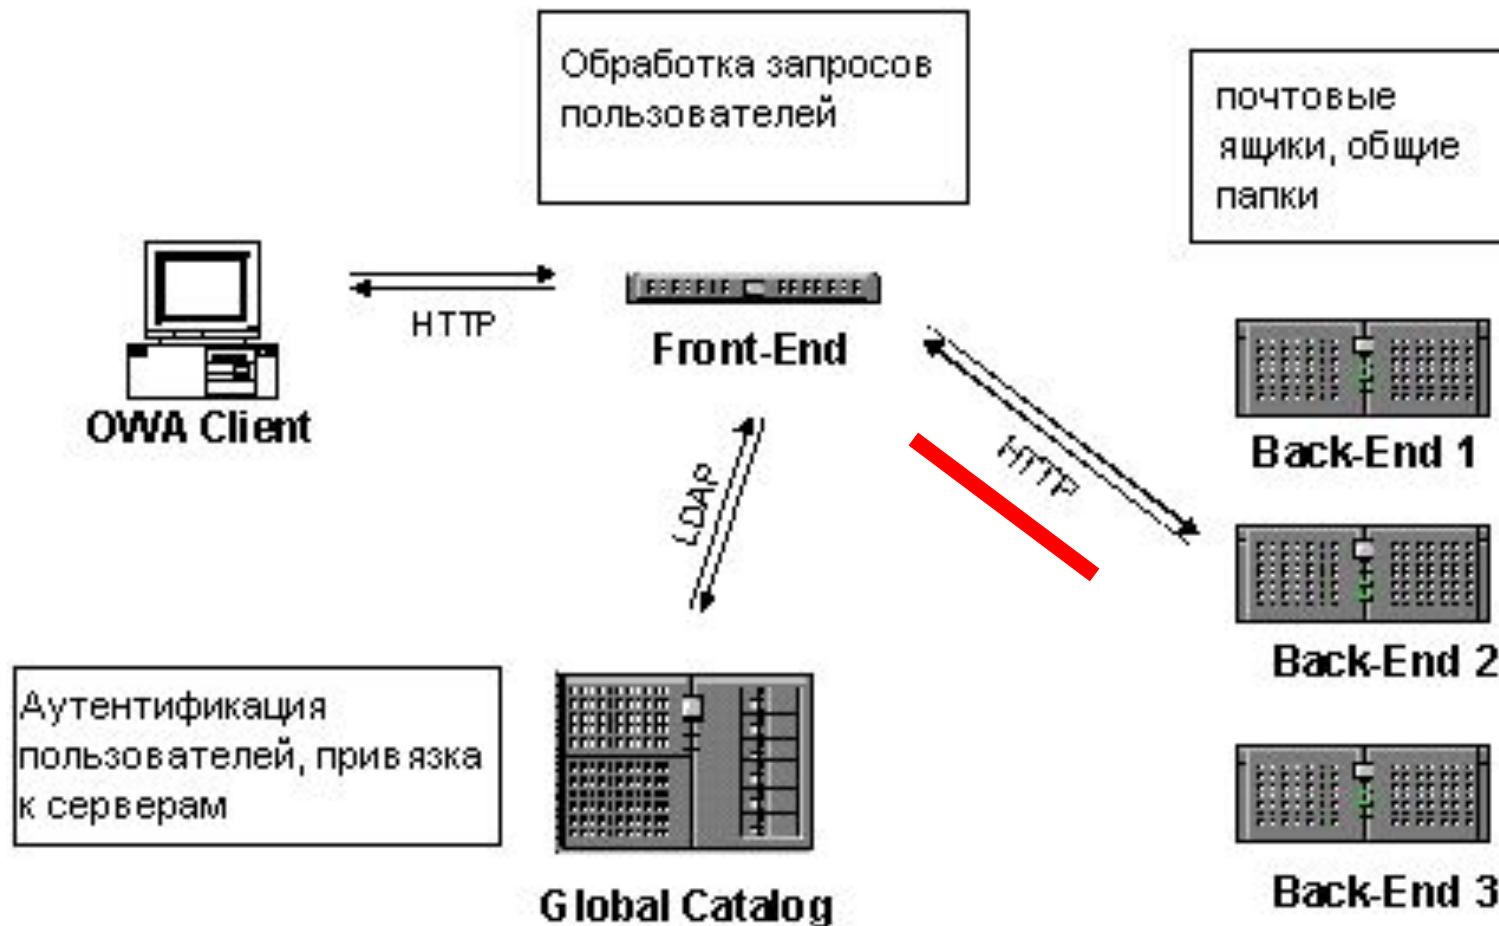 Обработка запросов
пользователей
почтовые
ящики, общие
папки
HTTP
Front-End
OWA Client
HTTP
Back-End 1
LDAP
Back-End 2
Аутентификация
пользователей, привязка
к серверам
Global Catalog
Back-End 3